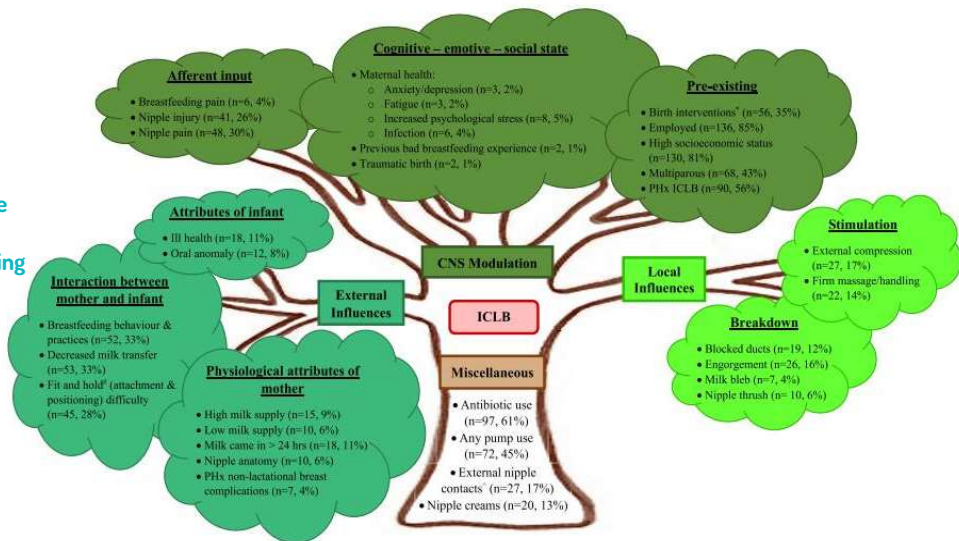 Cognitive – emotive – social state
• Maternal health:
o Anxiety/depression (n=3, 2%)
o Fatigue (n=3, 2%)
o Increased psychological stress (n=8, 5%)
o Infection (n=6, 4%)
• Previous bad breastfeeding experience (n=2, 1%)
• Traumatic birth (n=2, 1%)
Afferent input
• Breastfeeding pain (n=6, 4%)
• Nipple injury (n=41, 26%)
• Nipple pain (n=48, 30%)
Pre-existing
• Birth interventions* (n=56, 35%)
• Employed (n=136, 85%)
• High socioeconomic status
(n=130, 81%)
• Multiparous (n=68, 43%)
• PHx ICLB (n=90, 56%)
e
ing
Attributes of infant
• Ill health (n=18, 11%)
• Oral anomaly (n=12, 8%)
Interaction between
mother and infant
• Breastfeeding behaviour &
practices (n=52, 33%)
• Decreased milk transfer
(n=53, 33%)
• Fit and hold# (attachment &
positioning) difficulty
(n=45, 28%)
Physiological attributes of
mother
• High milk supply (n=15, 9%)
• Low milk supply (n=10, 6%)
• Milk came in > 24 hrs (n=18, 11%)
• Nipple anatomy (n=10, 6%)
• PHx non-lactational breast
complications (n=7, 4%)
External
Influences
CNS Modulation
ICLB
Local
Influences
Stimulation
• External compression
(n=27, 17%)
• Firm massage/handling
(n=22, 14%)
Breakdown
• Blocked ducts (n=19, 12%)
• Engorgement (n=26, 16%)
• Milk bleb (n=7, 4%)
• Nipple thrush (n= 10, 6%)
Miscellaneous
• Antibiotic use
(n=97, 61%)
• Any pump use
(n=72, 45%)
• External nipple
contacts^ (n=27, 17%)
• Nipple creams (n=20, 13%)